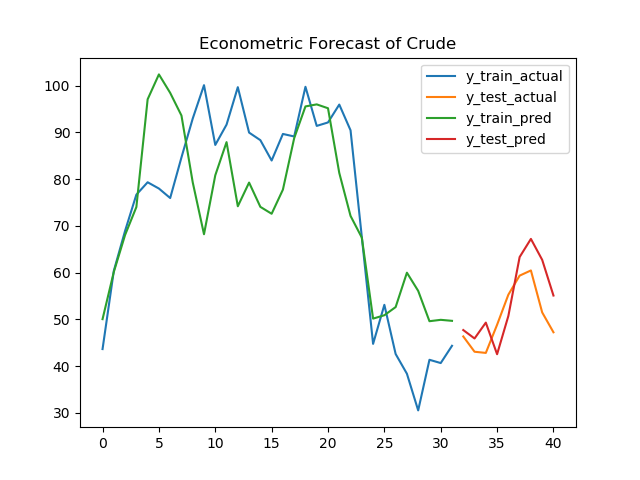 Econometric Forecast of Crude
y_train_actual
y_test_actual
y_train_pred
y_test_pred
100
90
80
70
60
50
40
30
0 5 10 15 20 25 30 35 40